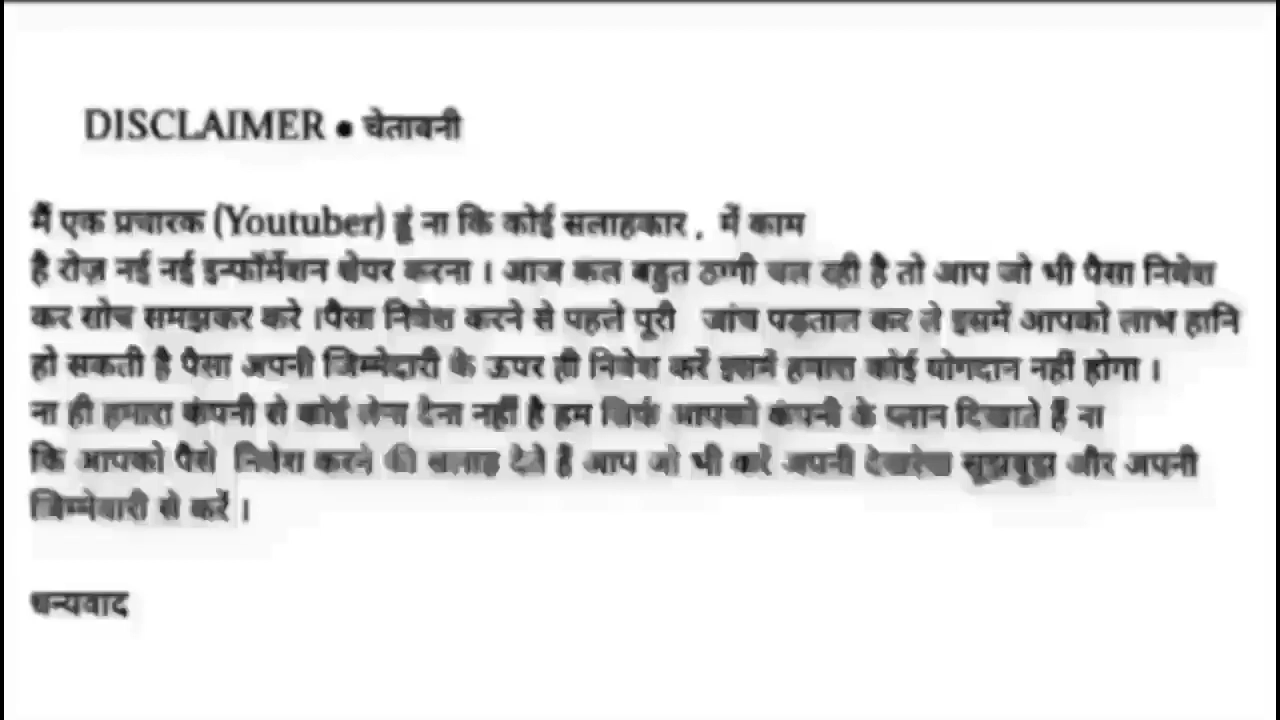 DISCLAIMER • चेतावनी
मैं एक प्रचारक (Youtuber) हूं ना कि कोई सलाहकार , में काम
है रोज़ नई नई इन्फॉर्मेशन शेयर करना । आज कल बहुत ठग्गी चल रही है तो आप जो भी पैसा निवेश
कर सोच समझकर करे ।पैसा निवेश करने से पहले पूरी जांच पड़ताल कर ले इसमें आपको लाभ हानि
हो सकती है पैसा अपनी जिम्मेदारी के ऊपर ही निवेश करें इसमें हमारा कोई योगदान नहीं होगा ।
ना ही हमारा कंपनी से कोई लेना देना नहीं है हम सिर्फ आपको कंपनी के प्लान दिखाते हैं ना
कि आपको पैसे निवेश करने की सलाह देते हैं आप जो भी करें अपनी देखरेख सूझबूझ और अपनी
जिम्मेवारी से करें ।
धन्यवाद